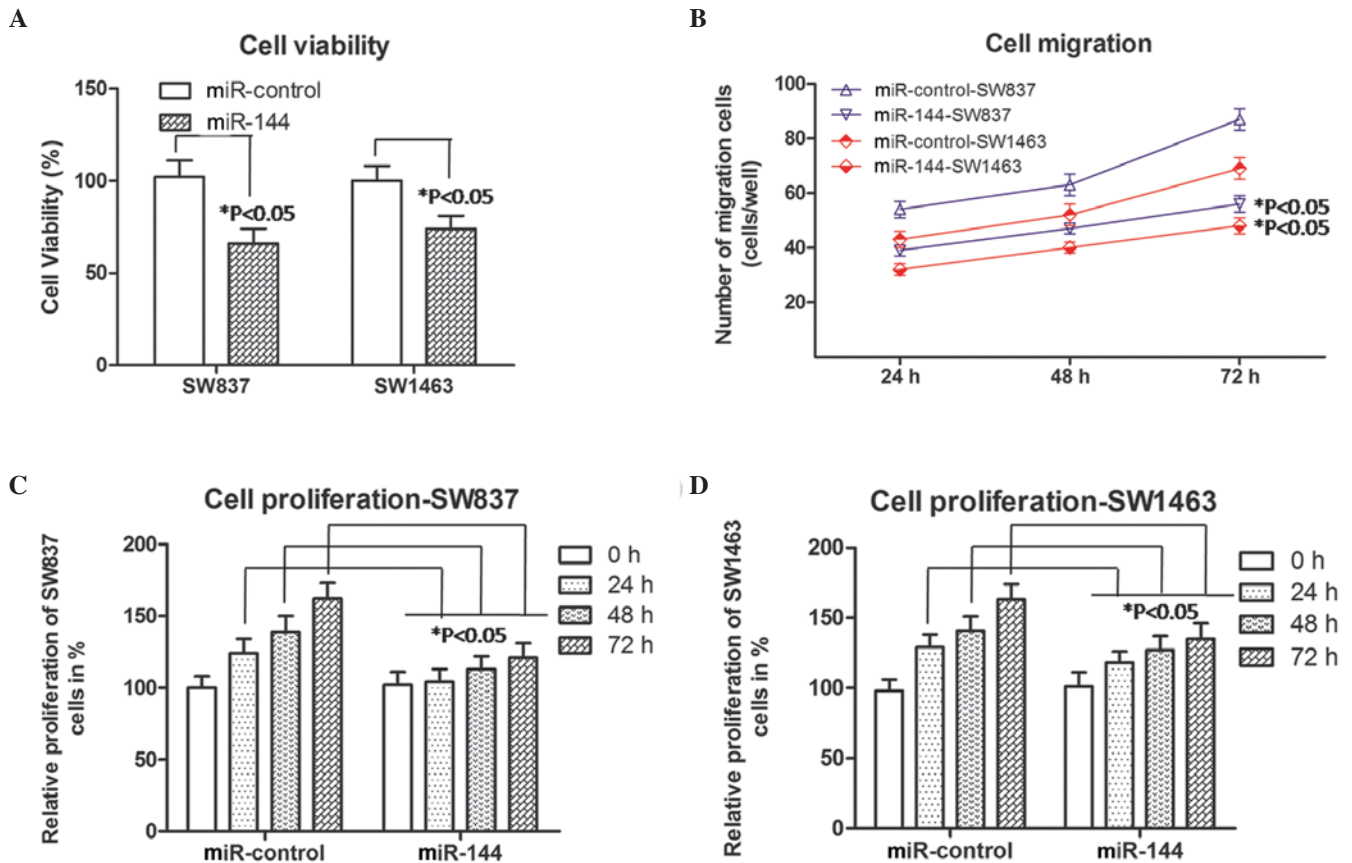 A
Cell viability
Cell Viability (%)
150
100
50
0
miR-control
miR-144
*P<0.05
*P<0.05
SW837
SW1463
B
Cell migration
Number of migration cells
(cells/well)
100
80
60
40
20
miR-control-SW837
miR-144-SW837
miR-control-SW1463
miR-144-SW1463
*P<0.05
*P<0.05
24 h
48 h
72 h
C
Cell proliferation-SW837
Relative proliferation of SW837
cells in %
200
150
100
50
0
*P<0.05
0 h
24 h
48 h
72 h
miR-control
miR-144
D
Cell proliferation-SW1463
Relative proliferation of SW1463
cells in %
200
150
100
50
0
*P<0.05
0 h
24 h
48 h
72 h
miR-control
miR-144